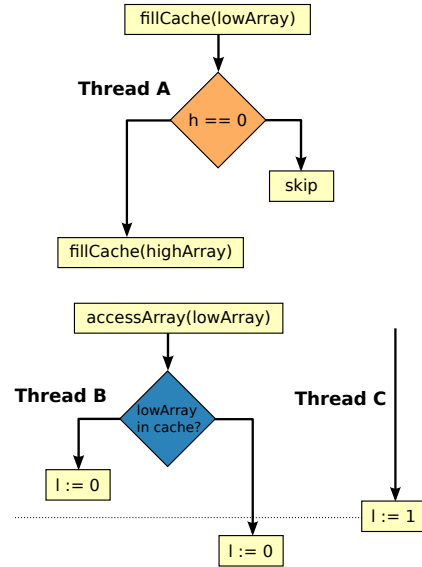 fillCache(lowArray)
Thread A
h == 0
skip
fillCache(highArray)
accessArray(lowArray)
Thread B
lowArray
in cache?
Thread C
l := 0
l := 1
l := 0